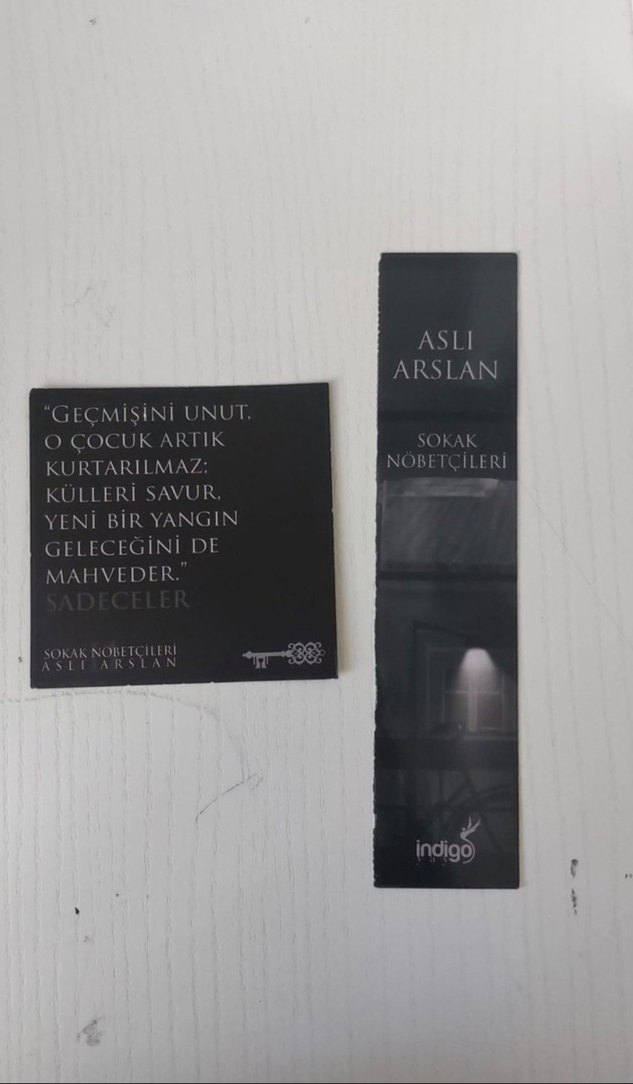 “GEÇMİŞİNİ UNUT,
O ÇOCUK ARTIK
KURTARILMAZ;
KÜLLERİ SAVUR,
YENİ BİR YANGIN
GELECEĞİNİ DE
MAHVEDER.”
SADECELER
SOKAK NÖBETÇİLERİ
ASLI ARSLAN
ASLI
ARSLAN
SOKAK
NÖBETÇİLERİ
indigo